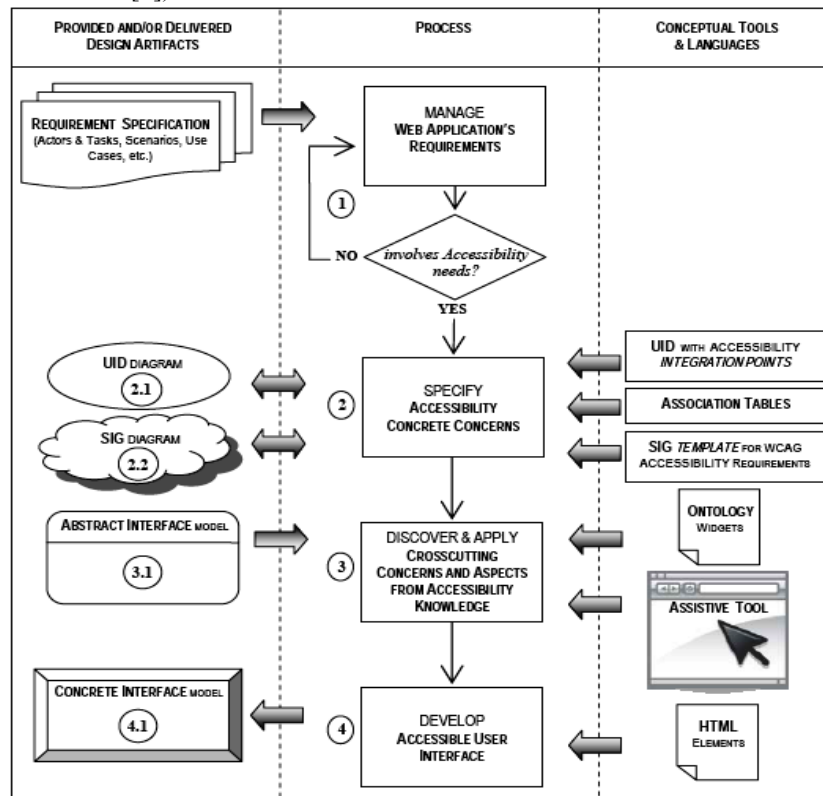 PROVIDED AND/OR DELIVERED
DESIGN ARTIFACTS
PROCESS
CONCEPTUAL TOOLS
& LANGUAGES
REQUIREMENT SPECIFICATION
(Actors & Tasks, Scenarios, Use
Cases, etc.)
MANAGE
WEB APPLICATION'S
REQUIREMENTS
1
NO
involves Accessibility
needs?
YES
UID DIAGRAM
2.1
SIG DIAGRAM
2.2
2
SPECIFY
ACCESSIBILITY
CONCRETE CONCERNS
UID WITH ACCESSIBILITY
INTEGRATION POINTS
ASSOCIATION TABLES
SIG TEMPLATE FOR WCAG
ACCESSIBILITY REQUIREMENTS
ABSTRACT INTERFACE MODEL
3.1
3
DISCOVER & APPLY
CROSSCUTTING
CONCERNS AND ASPECTS
FROM ACCESSIBILITY
KNOWLEDGE
ONTOLOGY
WIDGETS
ASSISTIVE TOOL
CONCRETE INTERFACE MODEL
4.1
4
DEVELOP
ACCESSIBLE USER
INTERFACE
HTML
ELEMENTS